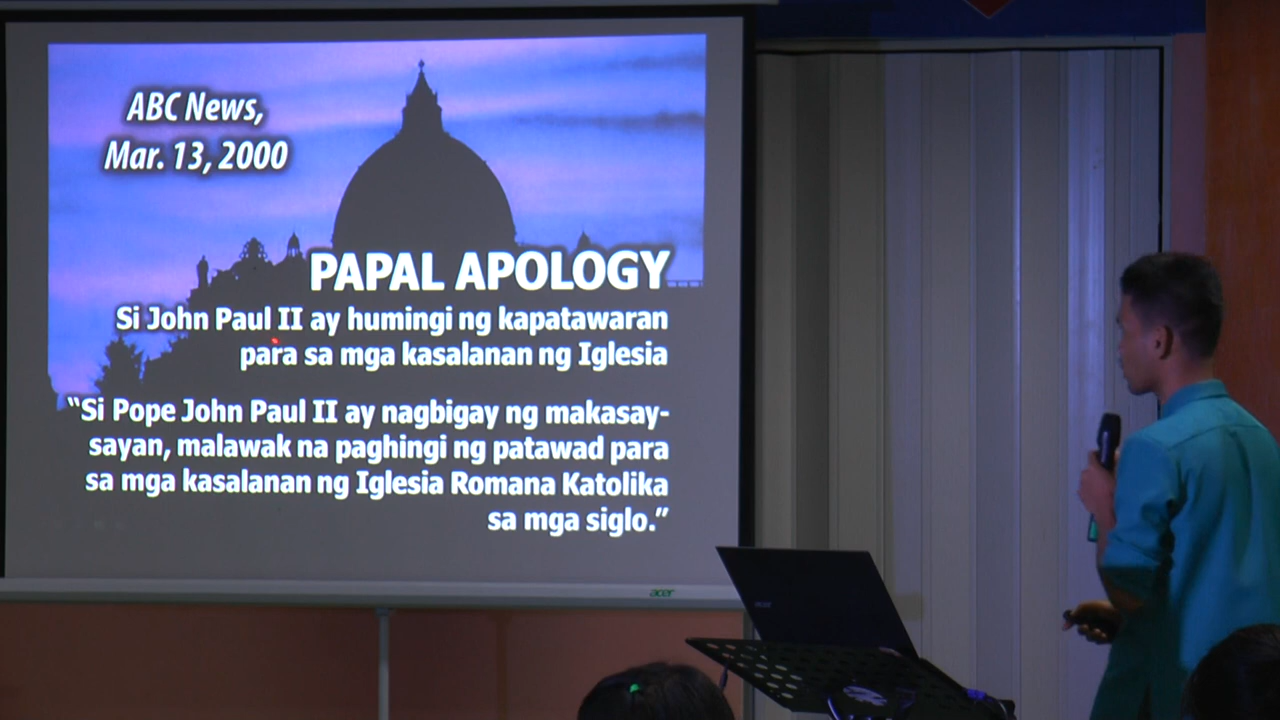 ABC News,
Mar. 13, 2000
PAPAL APOLOGY
Si John Paul II ay humingi ng kapatawaran
para sa mga kasalanan ng Iglesia
“Si Pope John Paul II ay nagbigay ng makasay-
sayan, malawak na paghingi ng patawad para
sa mga kasalanan ng Iglesia Romana Katolika
sa mga siglo.”
acer
acer